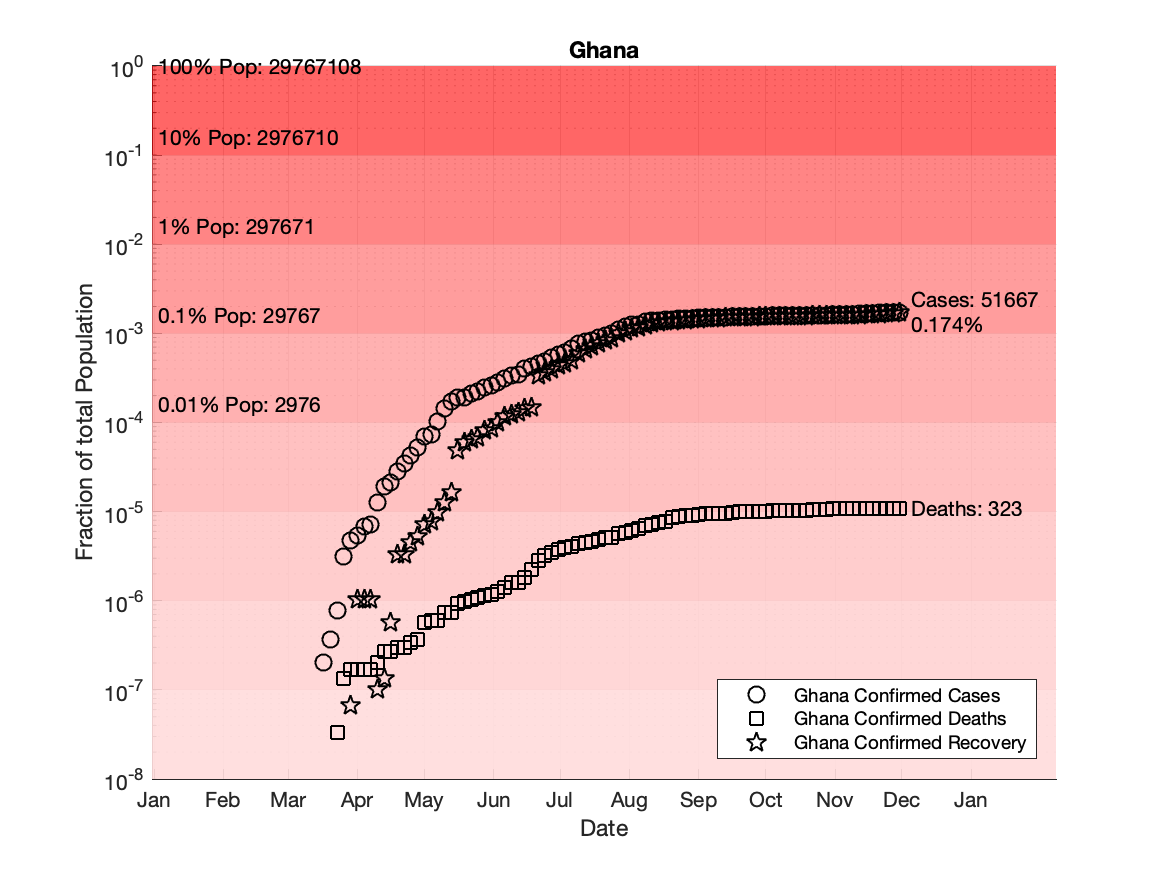 Ghana
10^0
100% Pop: 29767108
10% Pop: 2976710
10^-1
1% Pop: 297671
10^-2
0.1% Pop: 29767
10^-3
0.01% Pop: 2976
10^-4
10^-5
10^-6
10^-7
10^-8
Fraction of total Population
Cases: 51667
0.174%
Deaths: 323
Ghana Confirmed Cases
Ghana Confirmed Deaths
Ghana Confirmed Recovery
Jan Feb Mar Apr May Jun Jul Aug Sep Oct Nov Dec Jan
Date